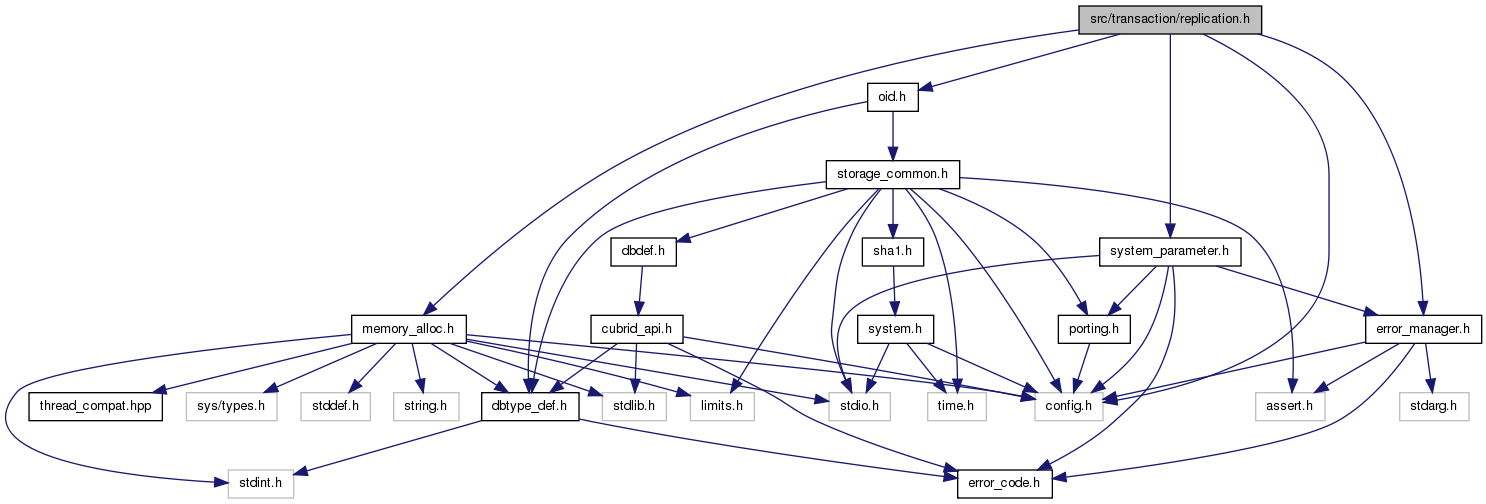 src/transaction/replication.h
oid.h
storage_common.h
dbdef.h
sha1.h
system_parameter.h
memory_alloc.h
cubrid_api.h
system.h
porting.h
error_manager.h
thread_compat.hpp
sys/types.h
stddef.h
string.h
dbtype_def.h
stdlib.h
limits.h
stdio.h
time.h
config.h
assert.h
stdarg.h
stdint.h
error_code.h